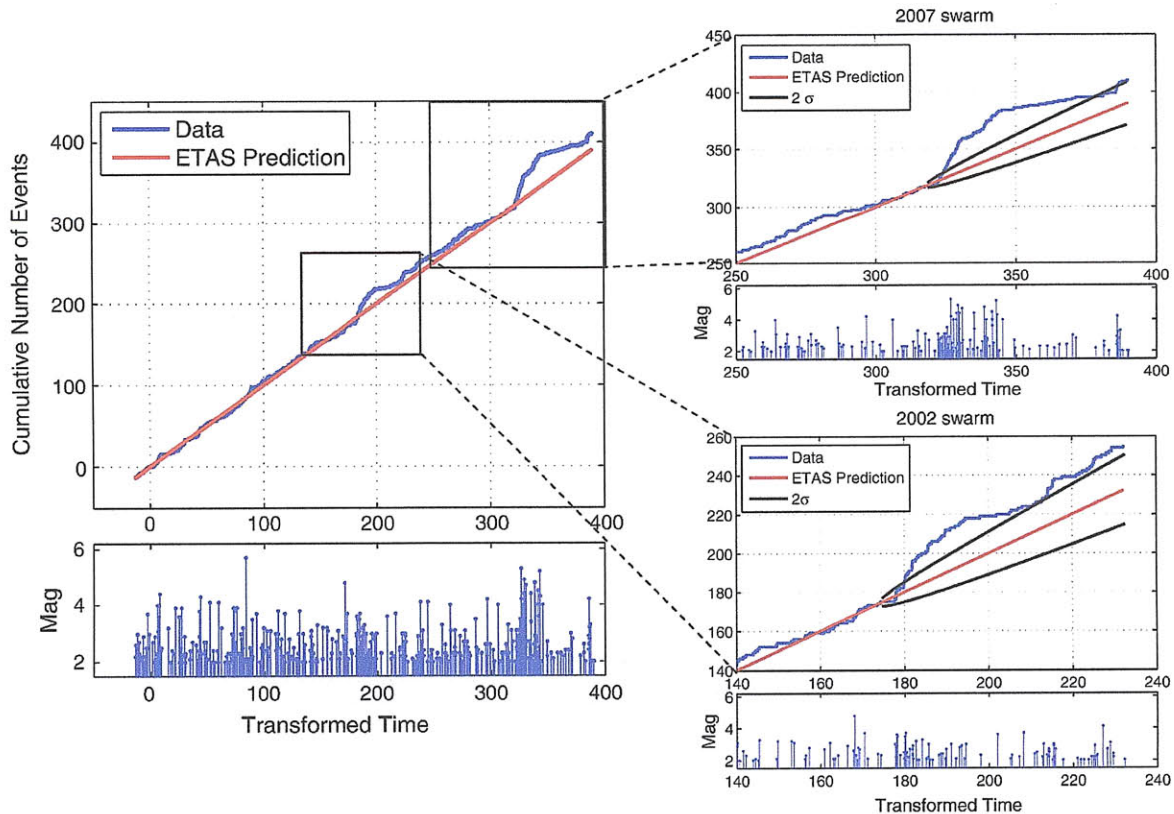 Data
ETAS Prediction
Cumulative Number of Events
400
300
200
100
0
0 100 200 300 400
6
4
2
Mag
0 100 200 300 400
Transformed Time
2007 swarm
Data
ETAS Prediction
2 σ
450
400
350
300
250
250 300 350 400
6
4
2
Mag
250 300 350 400
Transformed Time
2002 swarm
Data
ETAS Prediction
2σ
260
240
220
200
180
160
140
140 160 180 200 220 240
6
4
2
Mag
140 160 180 200 220 240
Transformed Time